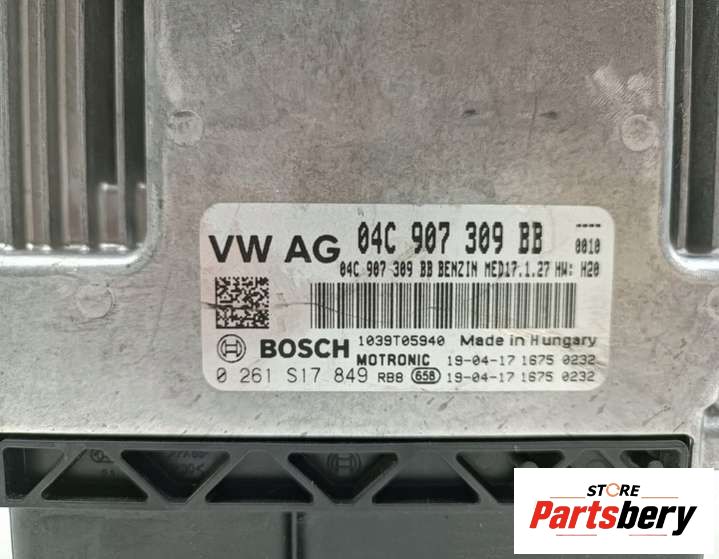 VW AG 04C 907 309 BB ----
0010
04C 907 309 BB BENZIN MED17.1.27 HW: H20
BOSCH 1039T05940 Made in Hungary
MOTRONIC 19-04-17 1675 0232
0 261 S17 849 RB8 658 19-04-17 1675 0232
STORE
Partsbery